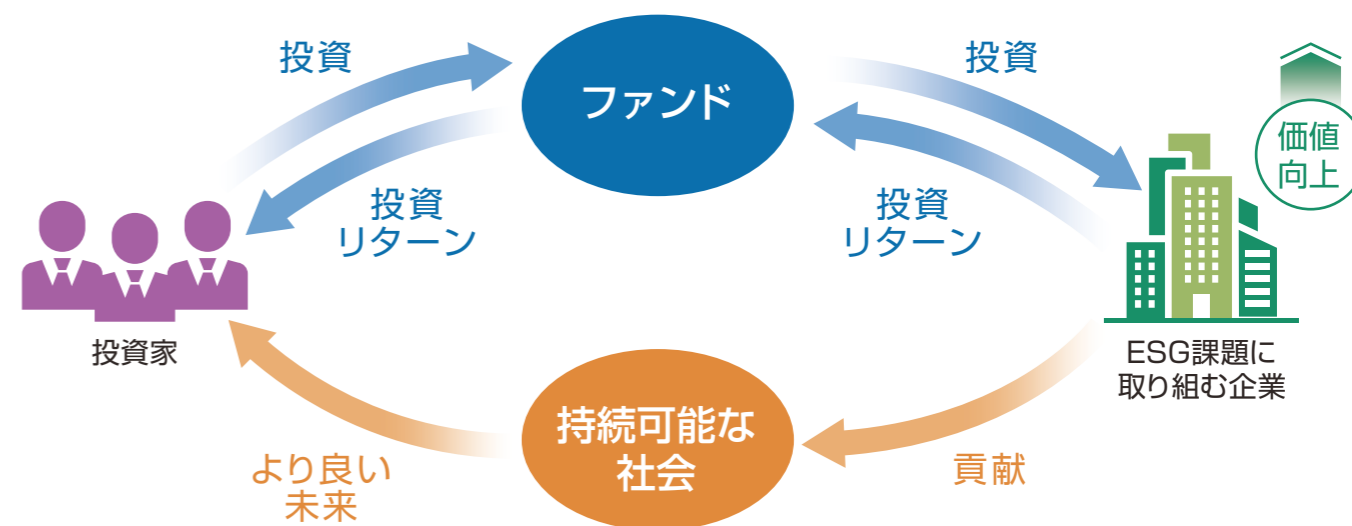 投資
ファンド
投資
価値
向上
投資
リターン
投資
リターン
投資家
ESG課題に
取り組む企業
持続可能な
社会
より良い
未来
貢献